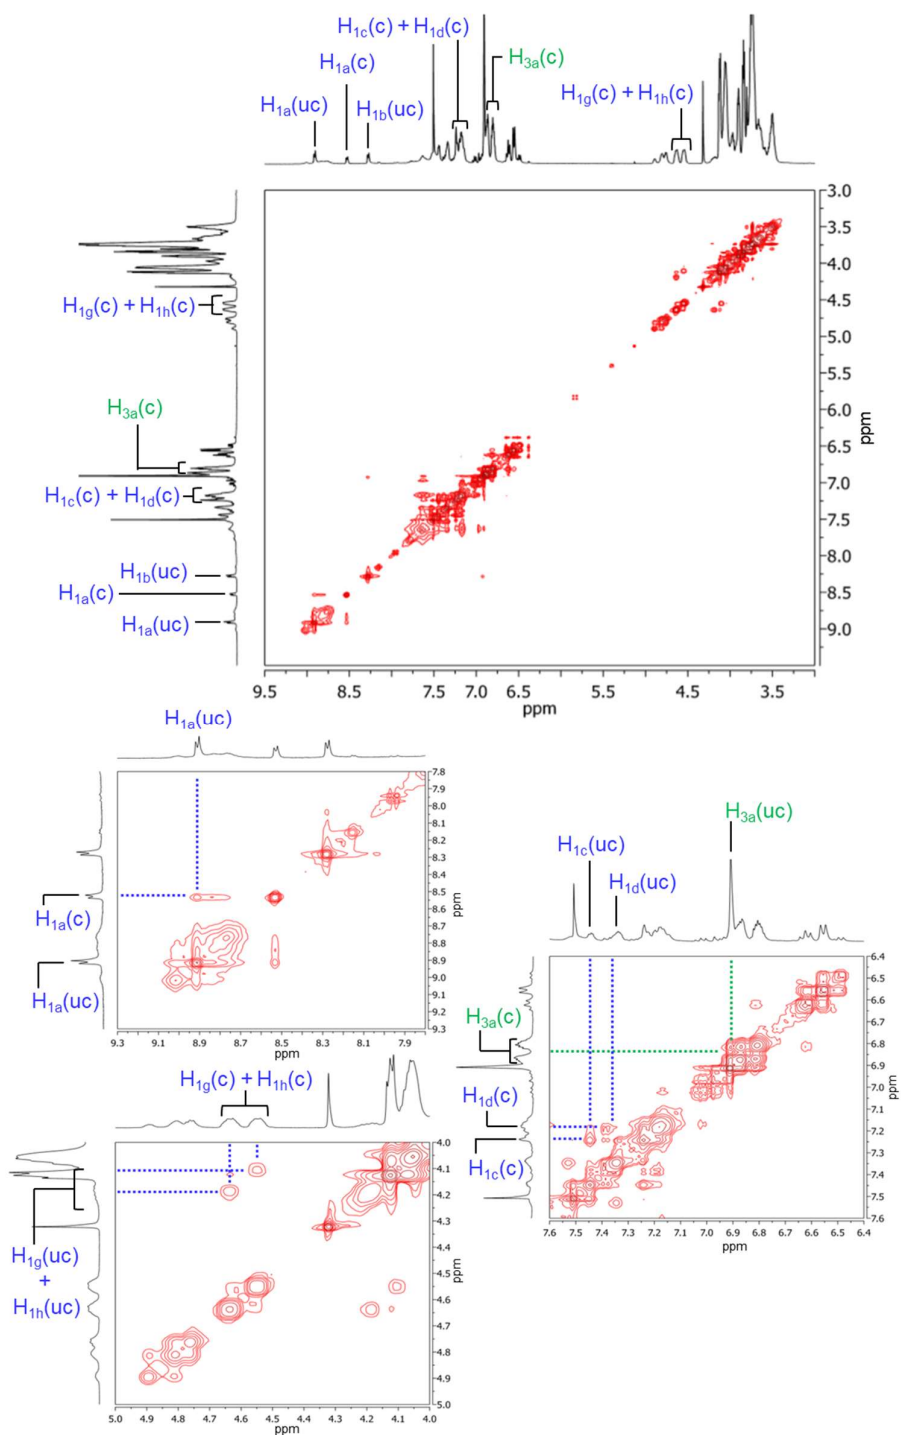 H1c(c) + H1d(c)
H1a(c)
H3a(c)
H1a(uc)
H1b(uc)
H1g(c) + H1h(c)
3.0
3.5
4.0
4.5
5.0
5.5
6.0
6.5
7.0
7.5
8.0
8.5
9.0
ppm
H1g(c) + H1h(c)
H3a(c)
H1c(c) + H1d(c)
H1b(uc)
H1a(c)
H1a(uc)
9.5 8.5 7.5 7.0 6.5 5.5 4.5 3.5
ppm
H1a(uc)
7.8
7.9
8.0
8.1
8.2
8.3
8.4
8.5
8.6
8.7
8.8
8.9
9.0
9.1
9.2
9.3
ppm
H1a(c)
H1a(uc)
9.3 9.1 8.9 8.7 8.5 8.3 8.1 7.9
ppm
H3a(uc)
H1c(uc)
H1d(uc)
6.4
6.5
6.6
6.7
6.8
6.9
7.0
7.1
7.2
7.3
7.4
7.5
7.6
ppm
H3a(c)
H1d(c)
H1c(c)
7.6 7.5 7.4 7.3 7.2 7.1 7.0 6.9 6.8 6.7 6.6 6.5 6.4
ppm
H1g(c) + H1h(c)
4.0
4.1
4.2
4.3
4.4
4.5
4.6
4.7
4.8
4.9
5.0
ppm
H1g(uc)
+
H1h(uc)
5.0 4.9 4.8 4.7 4.6 4.5 4.4 4.3 4.2 4.1 4.0
ppm